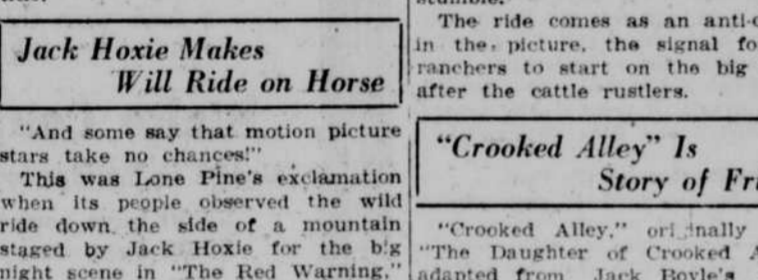 Jack Hoxie Makes
Will Ride on Horse
"And some say that motion picture
stars take no chances!"
This was Lone Pine's exclamation
when its people observed the wild
ride down the side of a mountain
staged by Jack Hoxie for the big
night scene in "The Red Warning."
stumble.
The ride comes as an anti-
in the picture, the signal fo
ranchers to start on the big
after the cattle rustlers.
"Crooked Alley" Is
Story of Fri
"Crooked Alley," originally
"The Daughter of Crooked A
adapted from Jack Boyle's